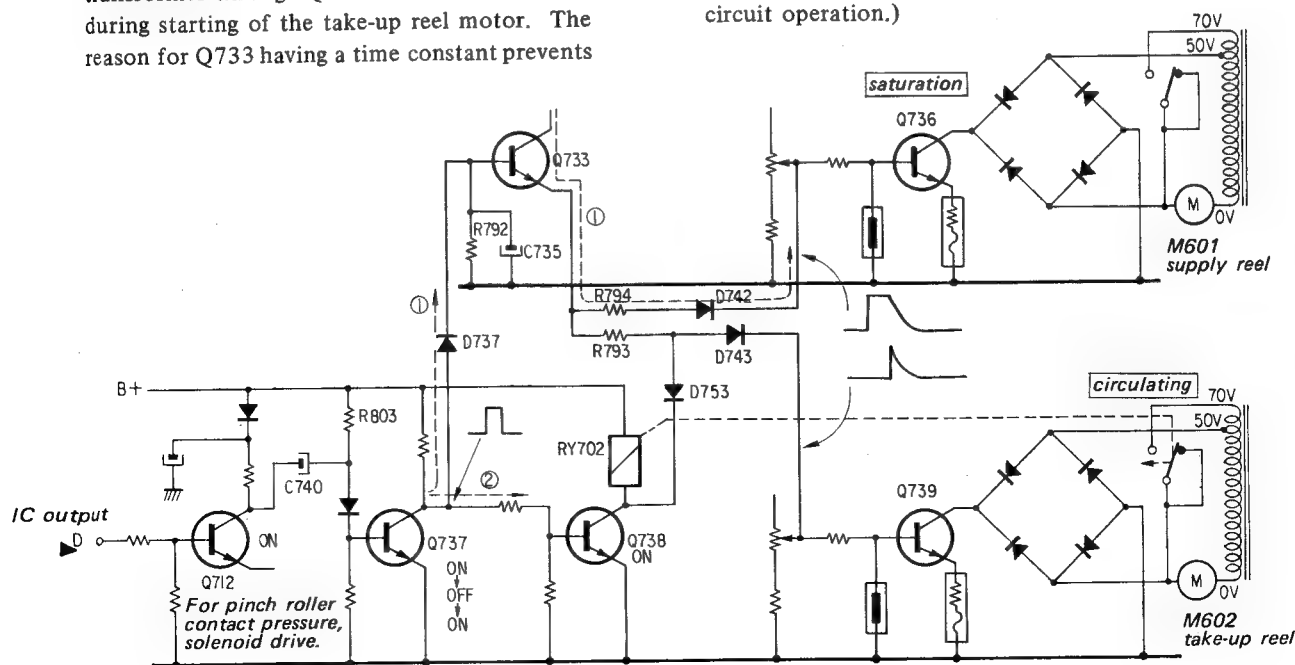 during starting of the take-up reel motor. The
reason for Q733 having a time constant prevents
circuit operation.)
70V
50V
saturation
Q736
M
0V
M601
supply reel
Q733
①
R792
C735
R794
D742
①
D737
R793
D743
B+
D753
circulating
70V
50V
R803
RY702
C740
②
IC output
D
ON
Q737
Q738
ON
Q739
Q712
ON
OFF
ON
For pinch roller
contact pressure,
solenoid drive.
M
0V
M602
take-up reel